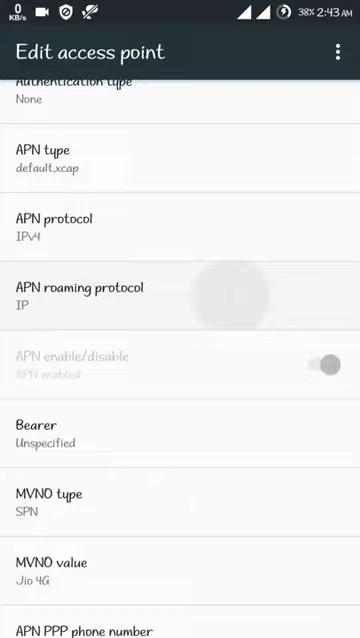 0
KB/s
38% 2:43 AM
Edit access point
Authentication type
None
APN type
default,xcap
APN protocol
IPv4
APN roaming protocol
IP
APN enable/disable
APN enabled
Bearer
Unspecified
MVNO type
SPN
MVNO value
Jio 4G
APN PPP phone number